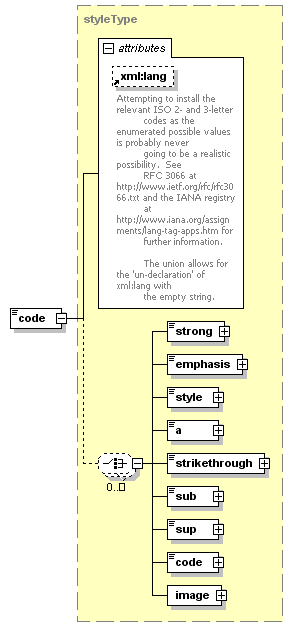 styleType
attributes
xml:lang
Attempting to install the
relevant ISO 2- and 3-letter
codes as the
enumerated possible values
is probably never
going to be a realistic
possibility.  See
RFC 3066 at
http://www.ietf.org/rfc/rfc30
66.txt and the IANA registry
at
http://www.iana.org/assign
ments/lang-tag-apps.htm for
further information.
The union allows for
the 'un-declaration' of
xml:lang with
the empty string.
code
strong
emphasis
style
a
strikethrough
0..
sub
sup
code
image